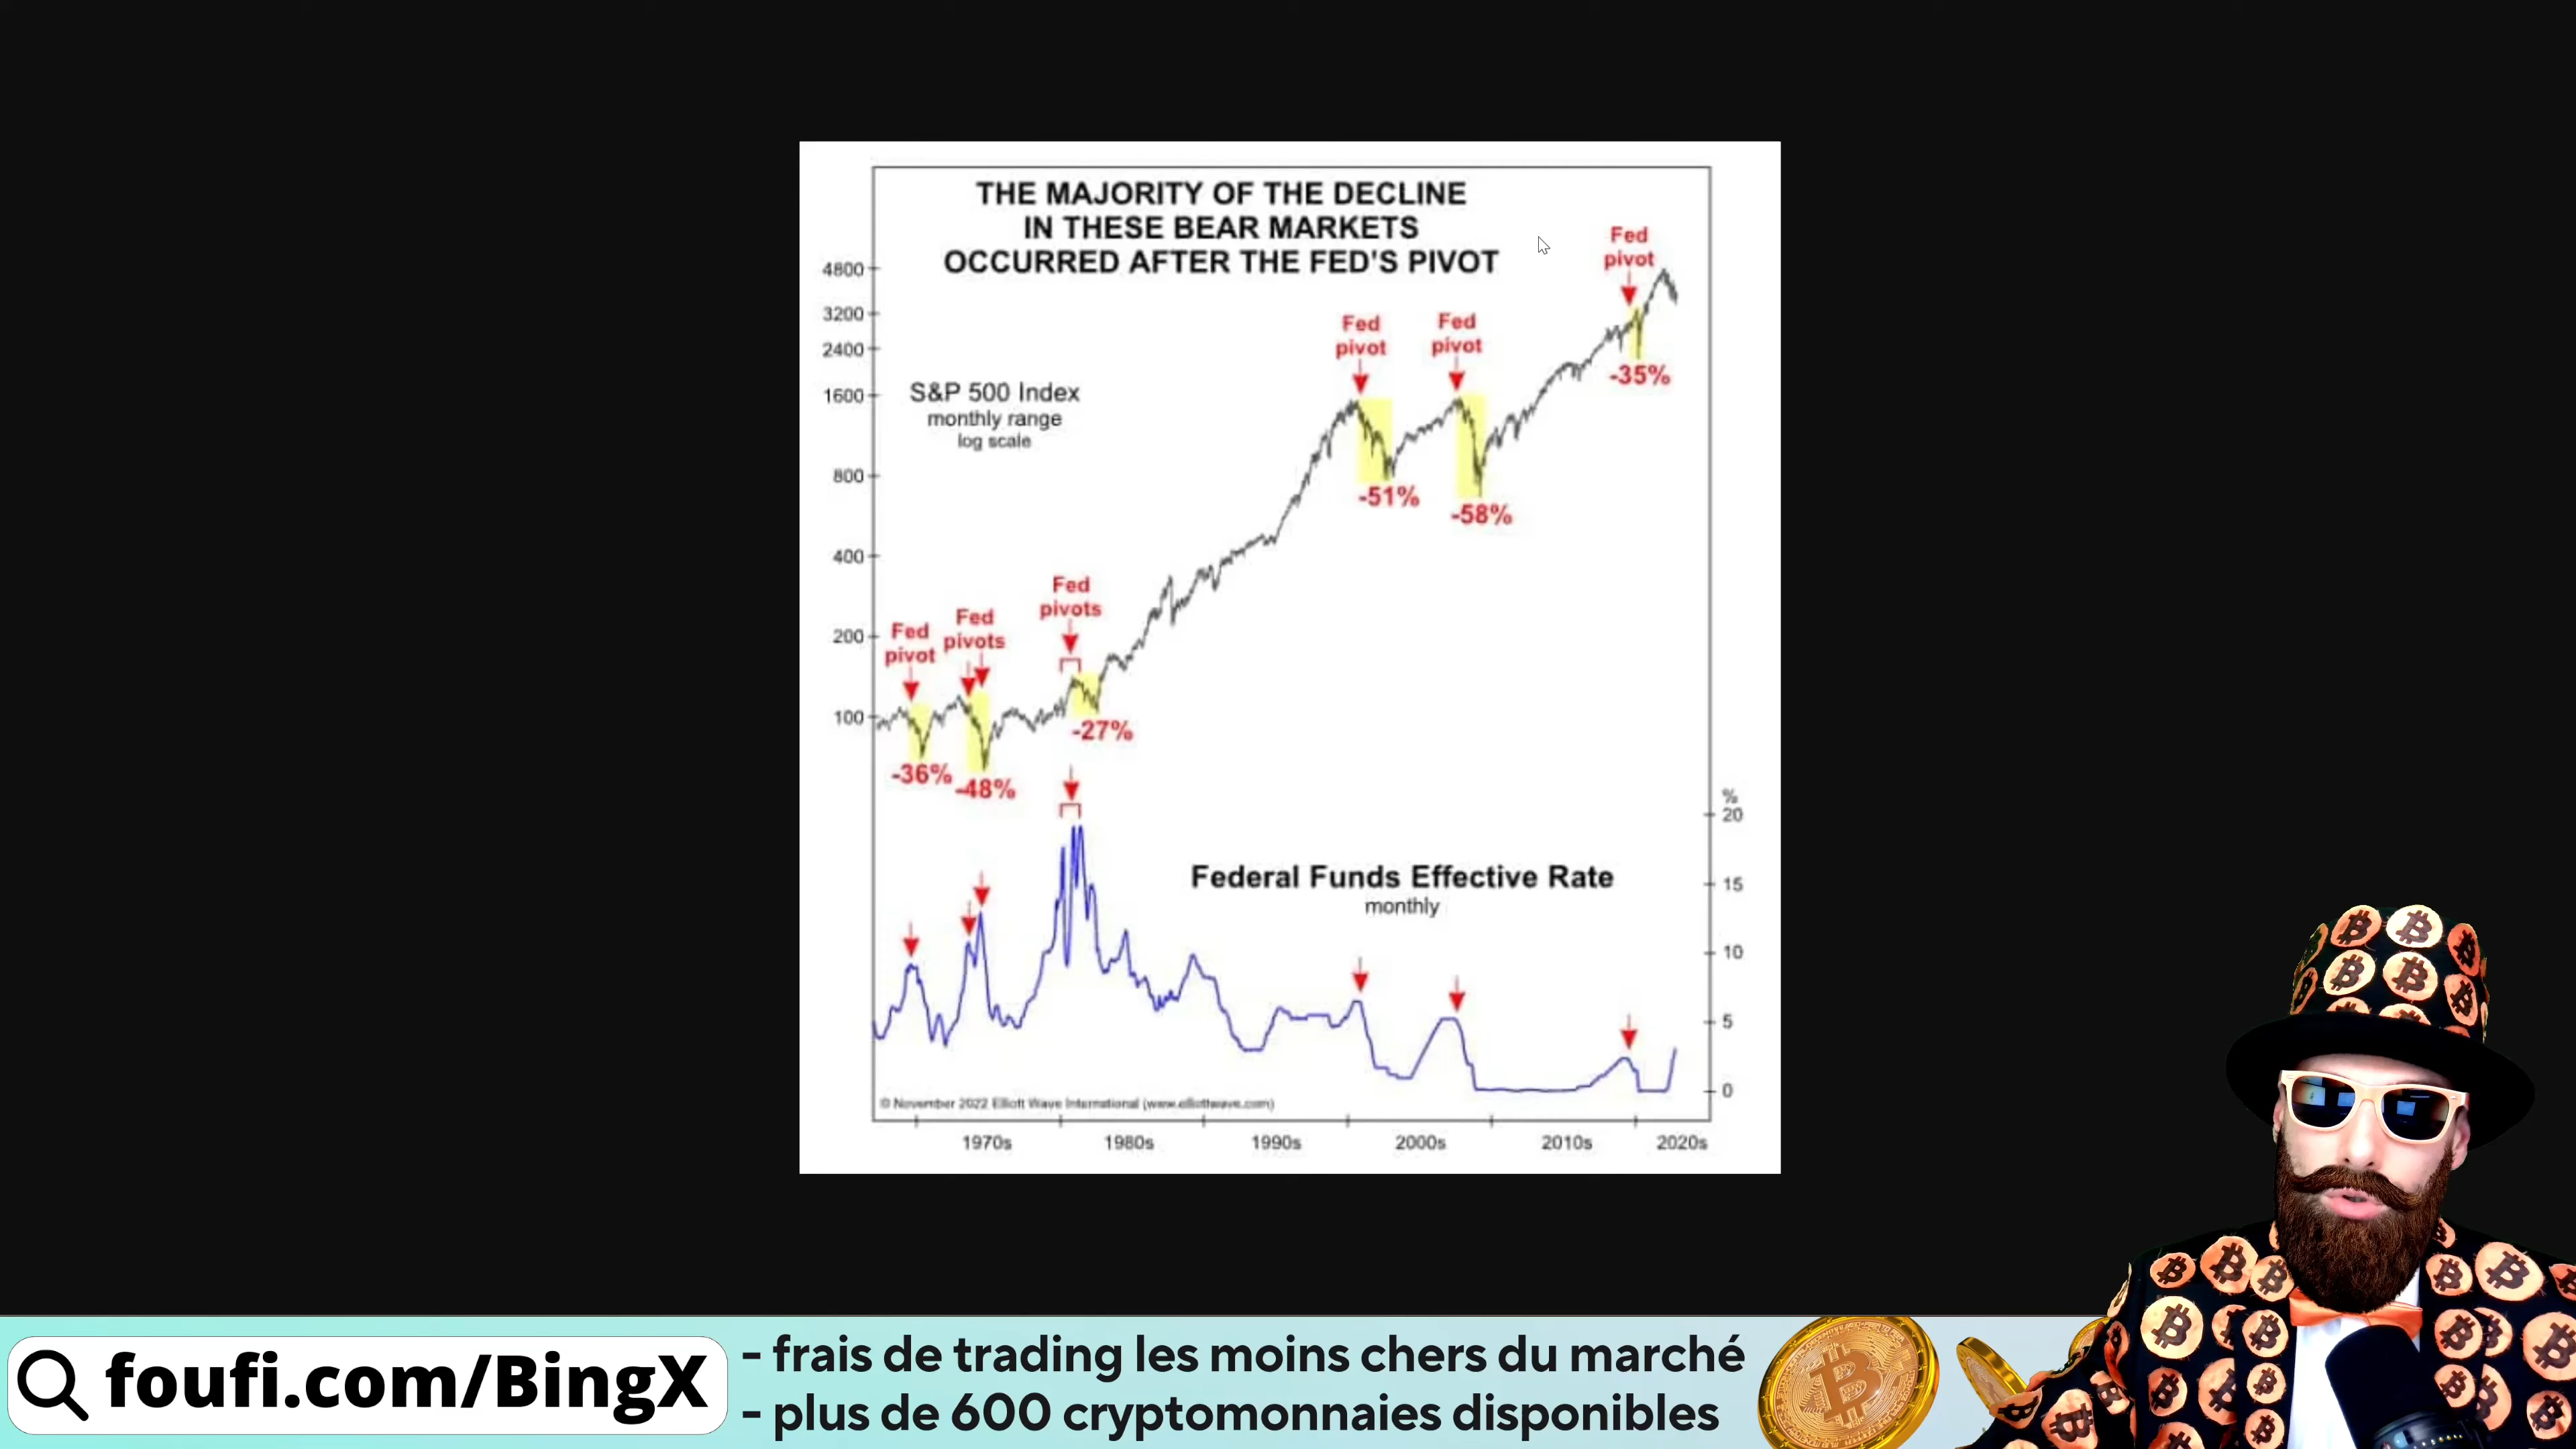 THE MAJORITY OF THE DECLINE
IN THESE BEAR MARKETS
OCCURRED AFTER THE FED'S PIVOT
4800
3200
2400
1600
800
400
200
100
S&P 500 Index
monthly range
log scale
Fed
pivot
Fed
pivots
Fed
pivots
Fed
pivot
Fed
pivot
Fed
pivot
-36%
-48%
-27%
-51%
-58%
-35%
Federal Funds Effective Rate
monthly
%
20
15
10
5
0
© November 2022 Elliott Wave International (www.elliottwave.com)
1970s 1980s 1990s 2000s 2010s 2020s
foufi.com/BingX
- frais de trading les moins chers du marché
- plus de 600 cryptomonnaies disponibles